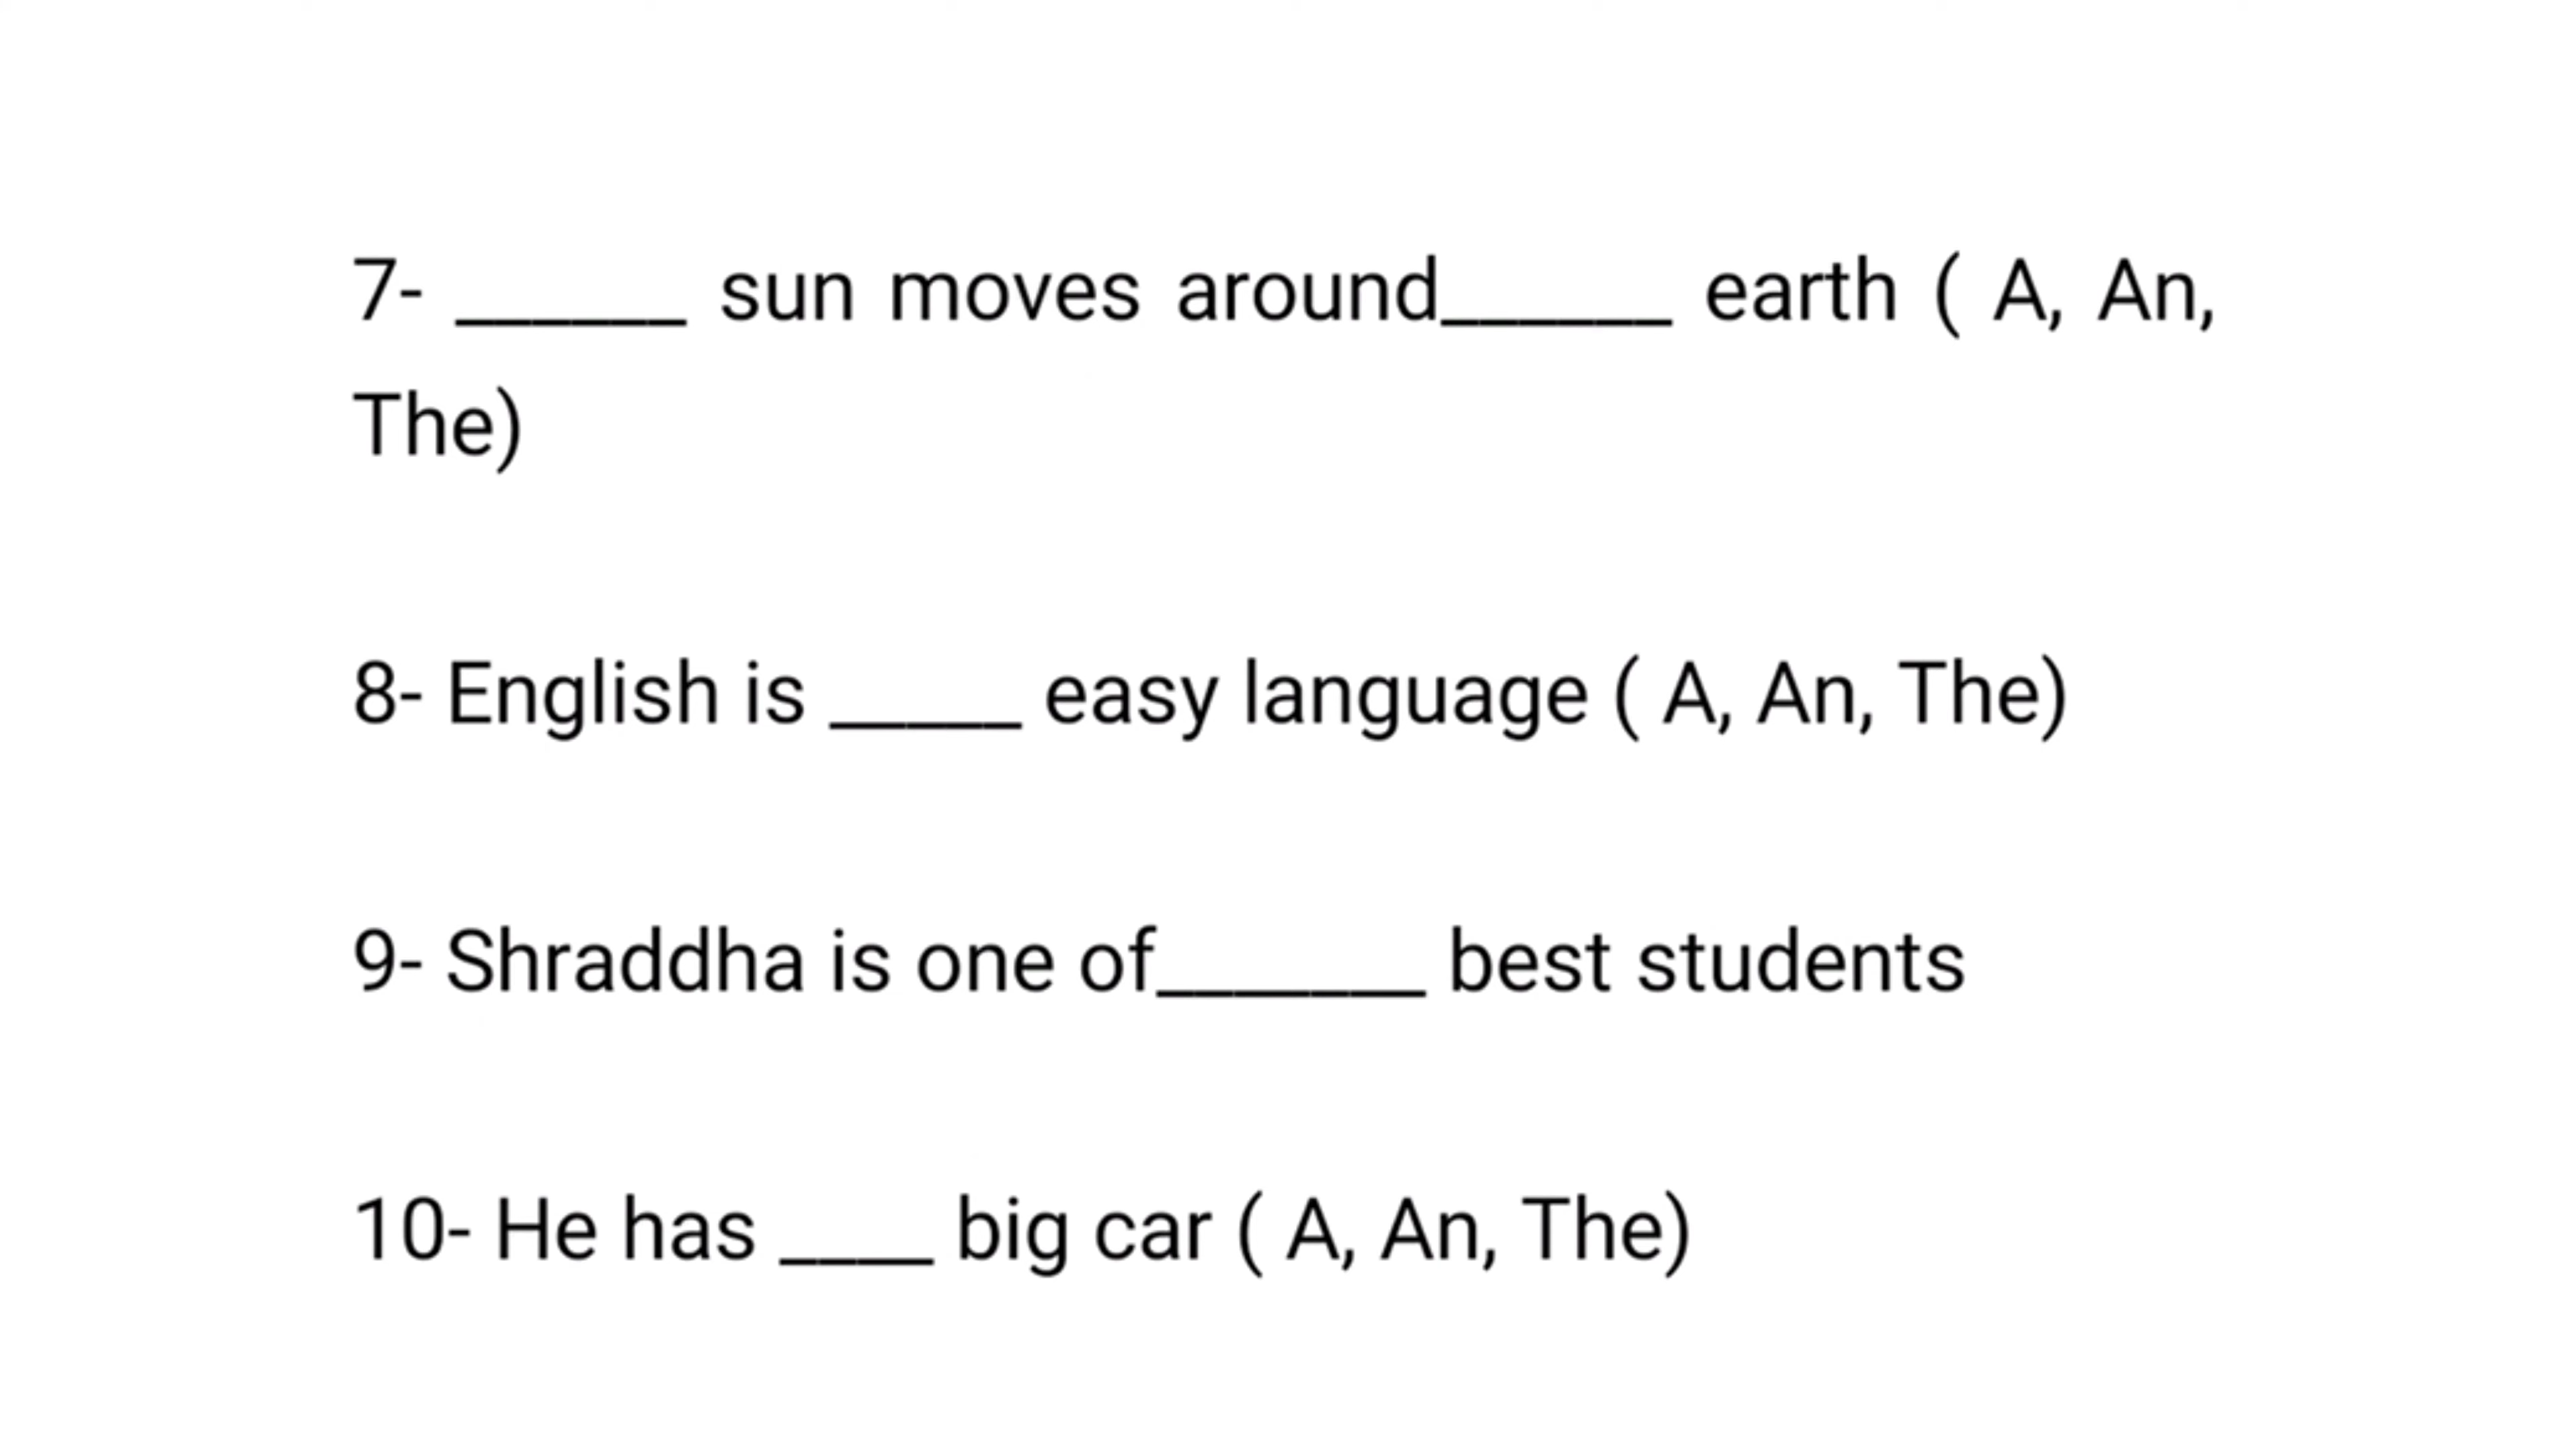 7- ______ sun moves around______ earth ( A, An,
The)
8- English is _____ easy language ( A, An, The)
9- Shraddha is one of_______ best students
10- He has ____ big car ( A, An, The)